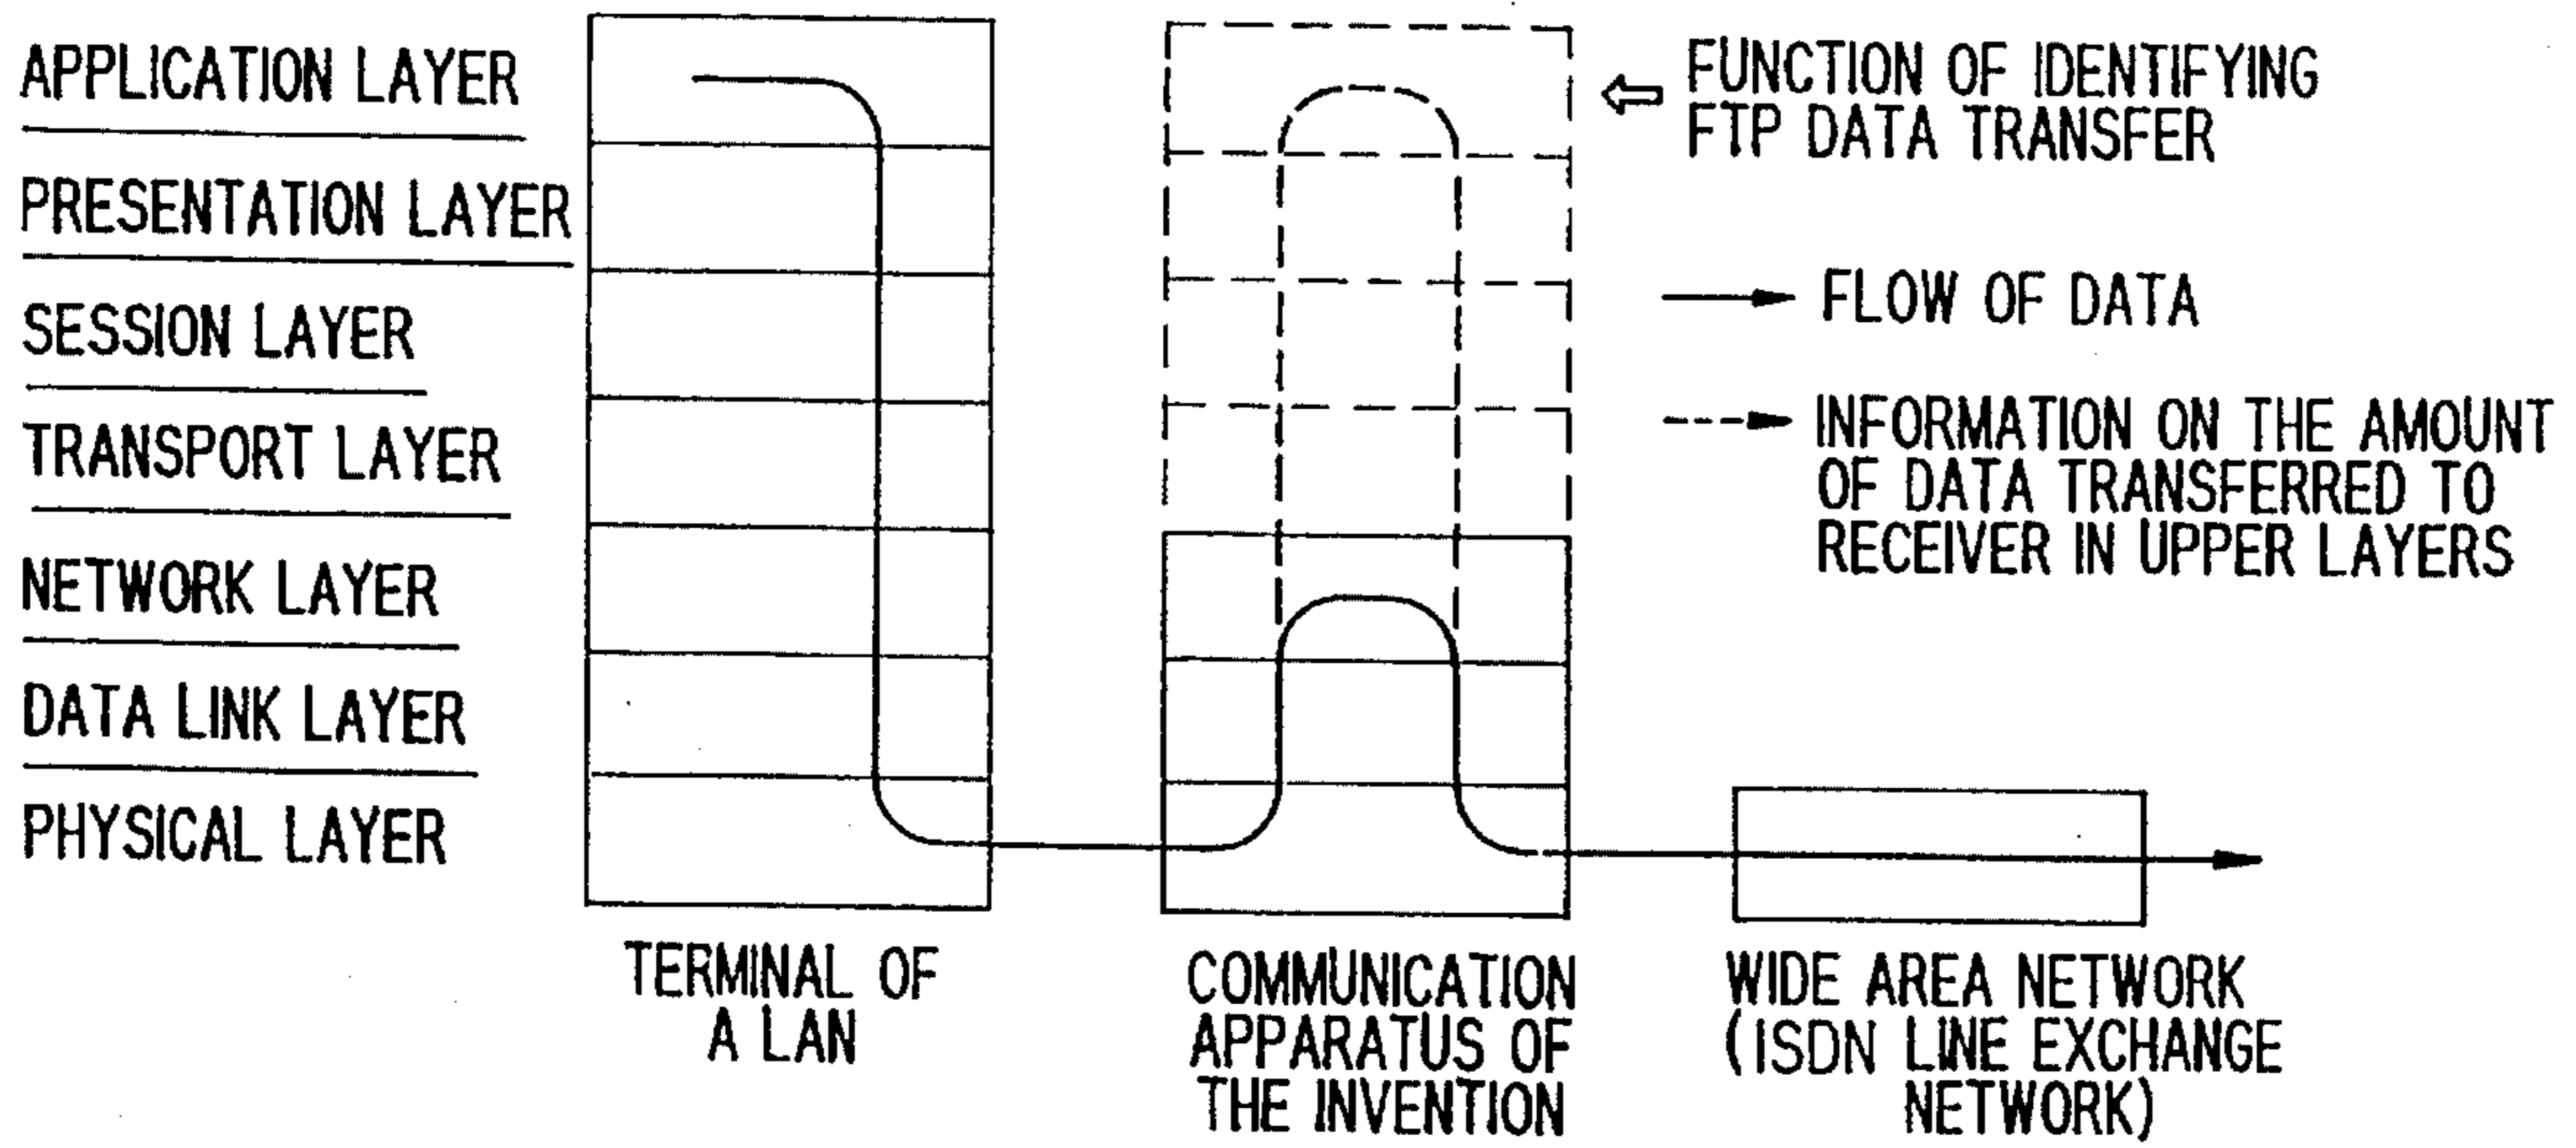 APPLICATION LAYER
PRESENTATION LAYER
SESSION LAYER
TRANSPORT LAYER
NETWORK LAYER
DATA LINK LAYER
PHYSICAL LAYER
FUNCTION OF IDENTIFYING
FTP DATA TRANSFER
FLOW OF DATA
INFORMATION ON THE AMOUNT
OF DATA TRANSFERRED TO
RECEIVER IN UPPER LAYERS
TERMINAL OF
A LAN
COMMUNICATION
APPARATUS OF
THE INVENTION
WIDE AREA NETWORK
(ISDN LINE EXCHANGE
NETWORK)